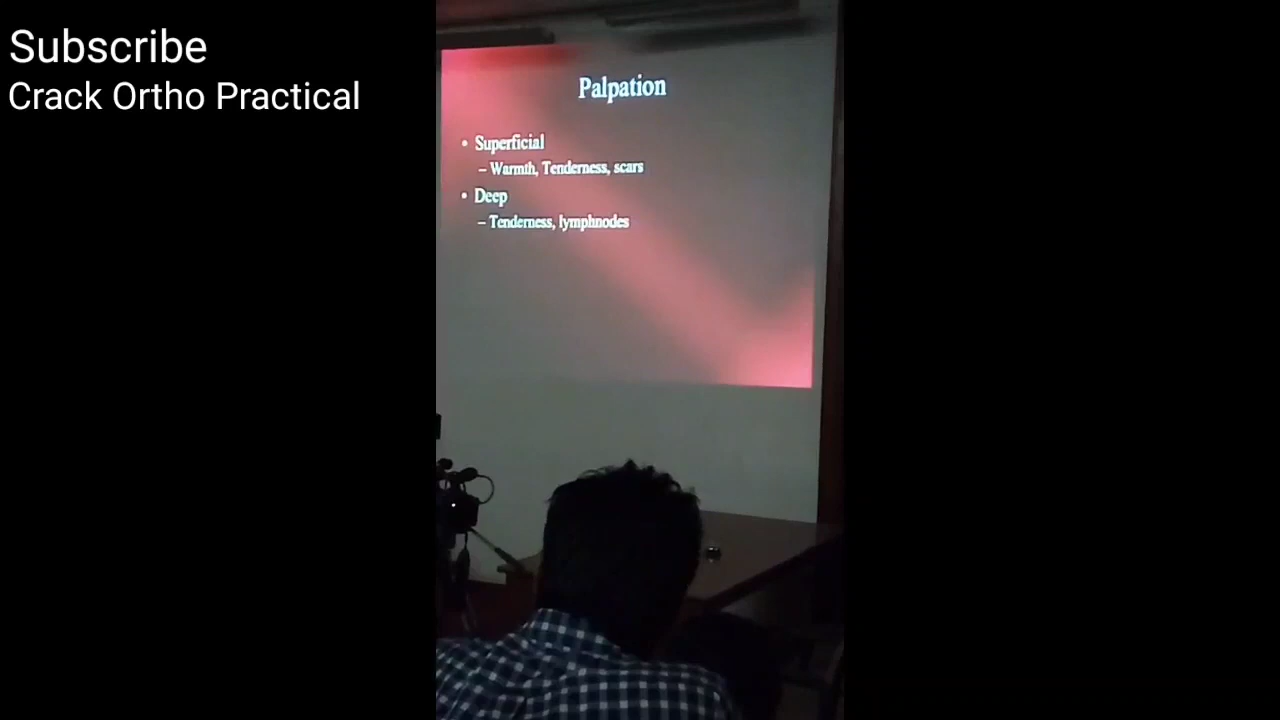 Subscribe
Crack Ortho Practical
Palpation
• Superficial
– Warmth, Tenderness, scars
• Deep
– Tenderness, lymphnodes